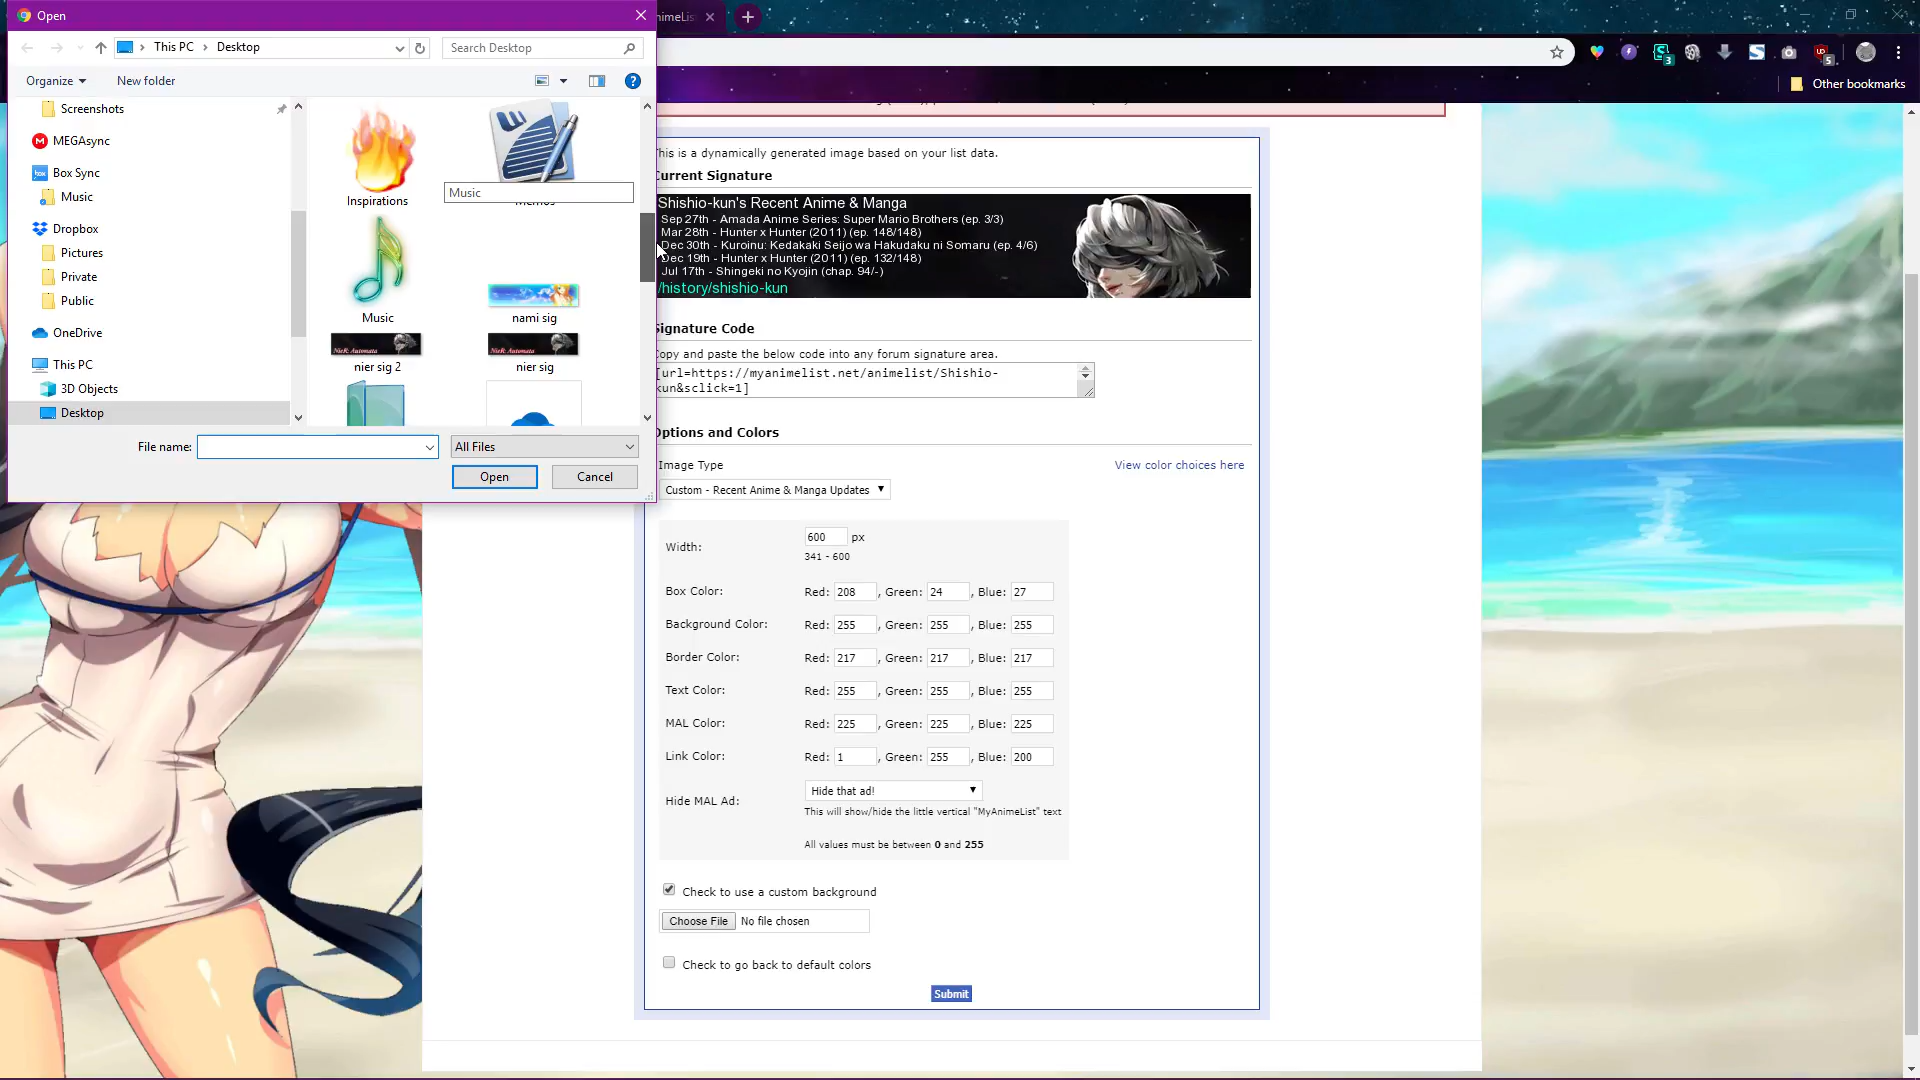 Open
nimeLis
This PC
Desktop
Search Desktop
3
5
Organize
New folder
Other bookmarks
Screenshots
MEGAsync
Box Sync
Music
Dropbox
Pictures
Private
Public
OneDrive
This PC
3D Objects
Desktop
Inspirations
Music
Music
nami sig
NieR: Automata
NieR: Automata
nier sig 2
nier sig
File name:
All Files
Open
Cancel
his is a dynamically generated image based on your list data.
Current Signature
Shishio-kun's Recent Anime & Manga
Sep 27th - Amada Anime Series: Super Mario Brothers (ep. 3/3)
Mar 28th - Hunter x Hunter (2011) (ep. 148/148)
Dec 30th - Kuroinu: Kedakaki Seijo wa Hakudaku ni Somaru (ep. 4/6)
Dec 19th - Hunter x Hunter (2011) (ep. 132/148)
Jul 17th - Shingeki no Kyojin (chap. 94/-)
/history/shishio-kun
Signature Code
Copy and paste the below code into any forum signature area.
[url=https://myanimelist.net/animelist/Shishio-
kun&sclick=1]
Options and Colors
Image Type
View color choices here
Custom - Recent Anime & Manga Updates
Width:
600 px
341 - 600
Box Color:
Red: 208 , Green: 24 , Blue: 27
Background Color:
Red: 255 , Green: 255 , Blue: 255
Border Color:
Red: 217 , Green: 217 , Blue: 217
Text Color:
Red: 255 , Green: 255 , Blue: 255
MAL Color:
Red: 225 , Green: 225 , Blue: 225
Link Color:
Red: 1 , Green: 255 , Blue: 200
Hide MAL Ad:
Hide that ad!
This will show/hide the little vertical "MyAnimeList" text
All values must be between 0 and 255
Check to use a custom background
Choose File No file chosen
Check to go back to default colors
Submit